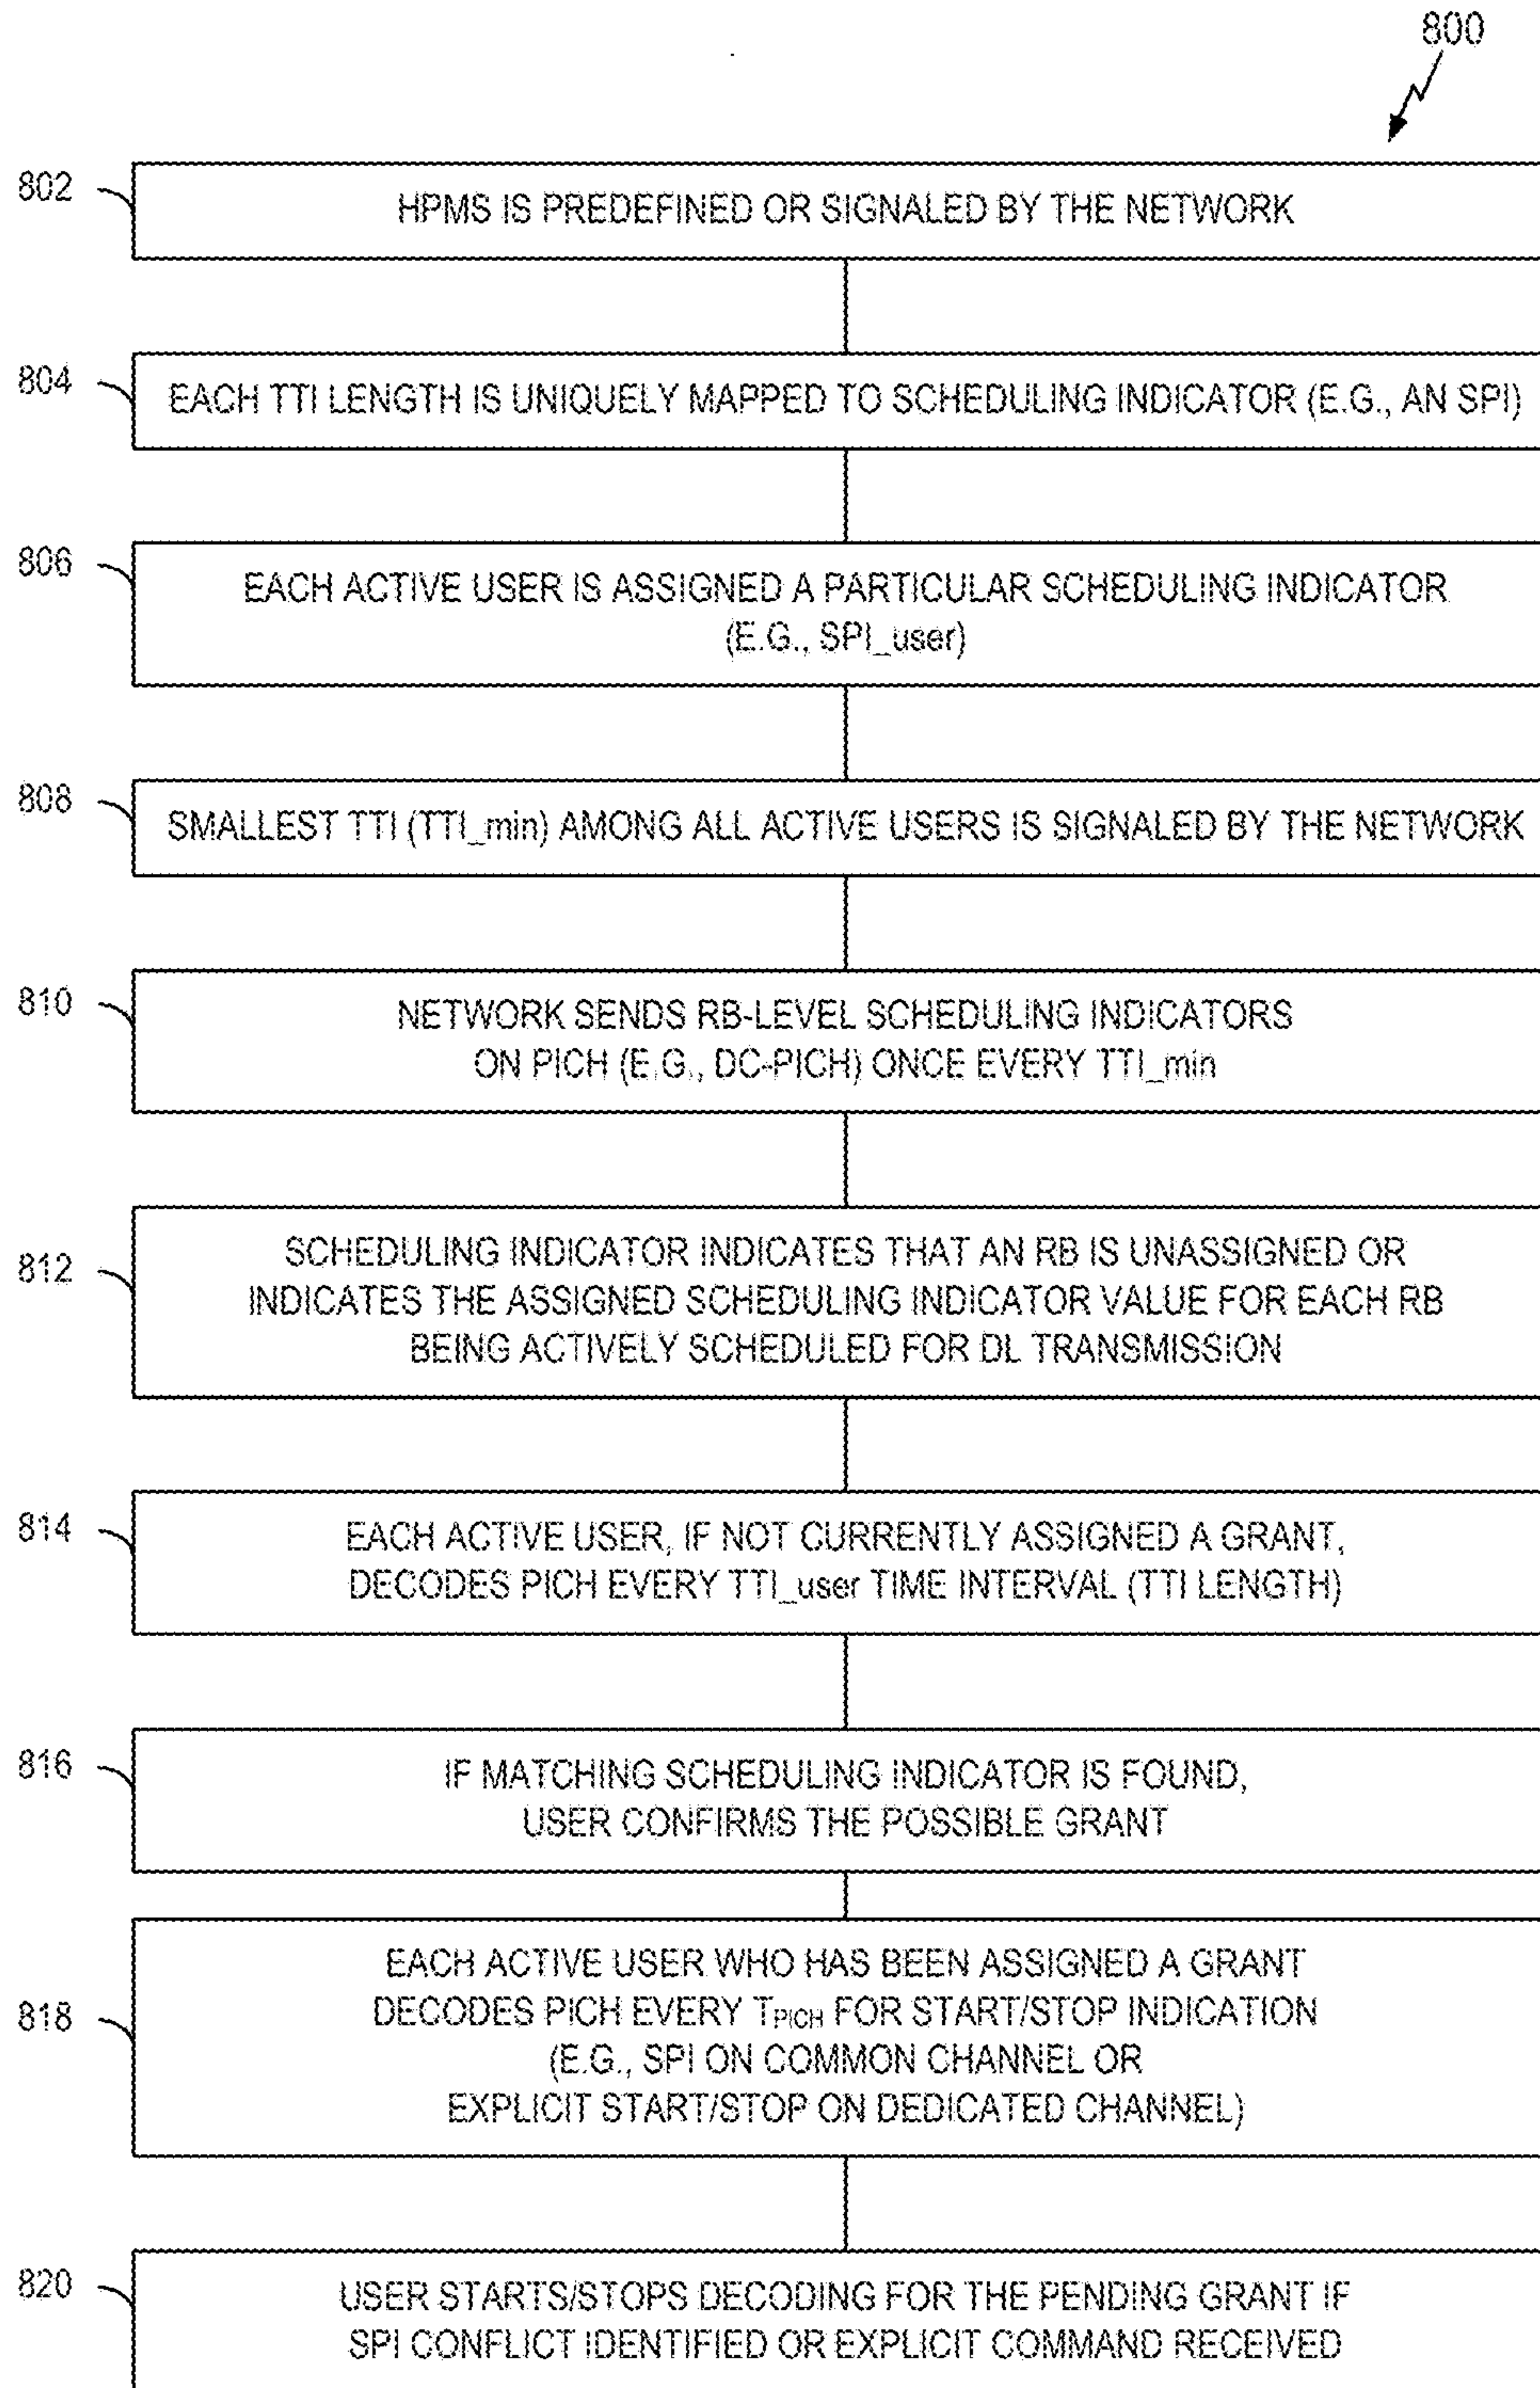 800
802
HPMS IS PREDEFINED OR SIGNALED BY THE NETWORK
804
EACH TTI LENGTH IS UNIQUELY MAPPED TO SCHEDULING INDICATOR (E.G., AN SPI)
806
EACH ACTIVE USER IS ASSIGNED A PARTICULAR SCHEDULING INDICATOR
(E.G., SPI_user)
808
SMALLEST TTI (TTI_min) AMONG ALL ACTIVE USERS IS SIGNALED BY THE NETWORK
810
NETWORK SENDS RB-LEVEL SCHEDULING INDICATORS
ON PICH (E.G., DC-PICH) ONCE EVERY TTI_min
812
SCHEDULING INDICATOR INDICATES THAT AN RB IS UNASSIGNED OR
INDICATES THE ASSIGNED SCHEDULING INDICATOR VALUE FOR EACH RB
BEING ACTIVELY SCHEDULED FOR DL TRANSMISSION
814
EACH ACTIVE USER, IF NOT CURRENTLY ASSIGNED A GRANT,
DECODES PICH EVERY TTI_user TIME INTERVAL (TTI LENGTH)
816
IF MATCHING SCHEDULING INDICATOR IS FOUND,
USER CONFIRMS THE POSSIBLE GRANT
818
EACH ACTIVE USER WHO HAS BEEN ASSIGNED A GRANT
DECODES PICH EVERY TPICH FOR START/STOP INDICATION
(E.G., SPI ON COMMON CHANNEL OR
EXPLICIT START/STOP ON DEDICATED CHANNEL)
820
USER STARTS/STOPS DECODING FOR THE PENDING GRANT IF
SPI CONFLICT IDENTIFIED OR EXPLICIT COMMAND RECEIVED